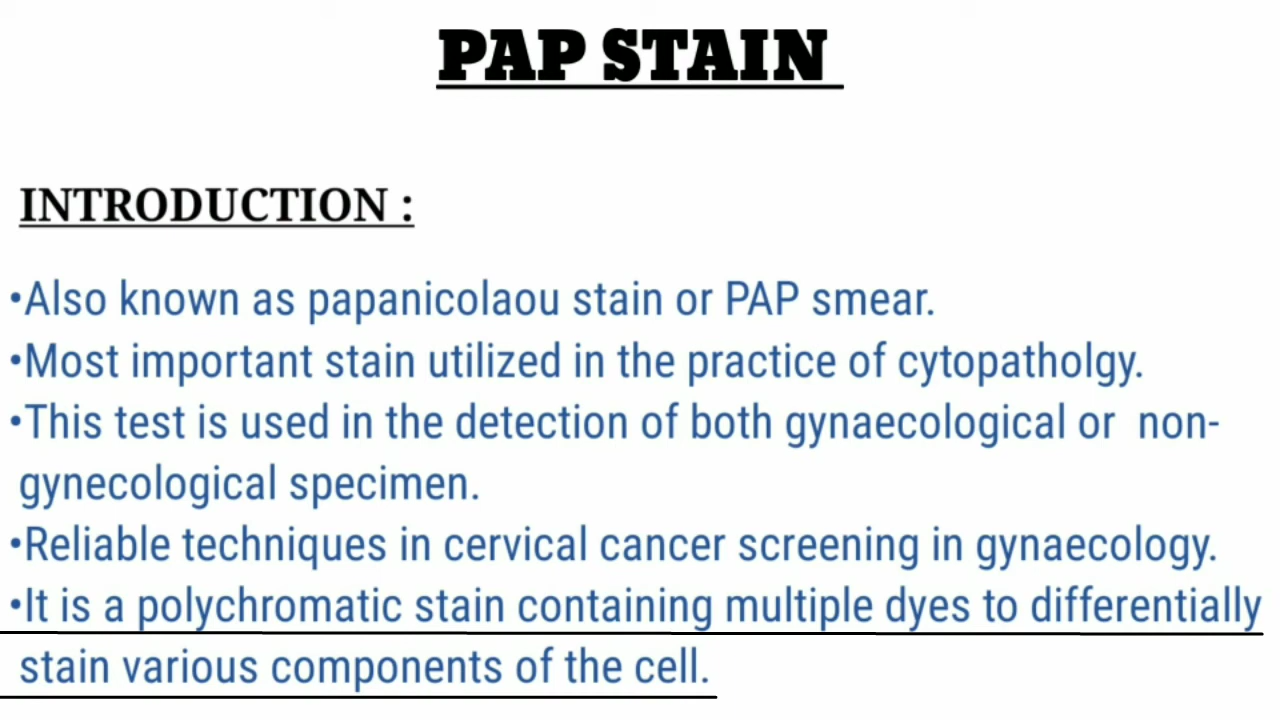 PAP STAIN
INTRODUCTION :
•Also known as papanicolaou stain or PAP smear.
•Most important stain utilized in the practice of cytopatholgy.
•This test is used in the detection of both gynaecological or non-
gynecological specimen.
•Reliable techniques in cervical cancer screening in gynaecology.
•It is a polychromatic stain containing multiple dyes to differentially
stain various components of the cell.